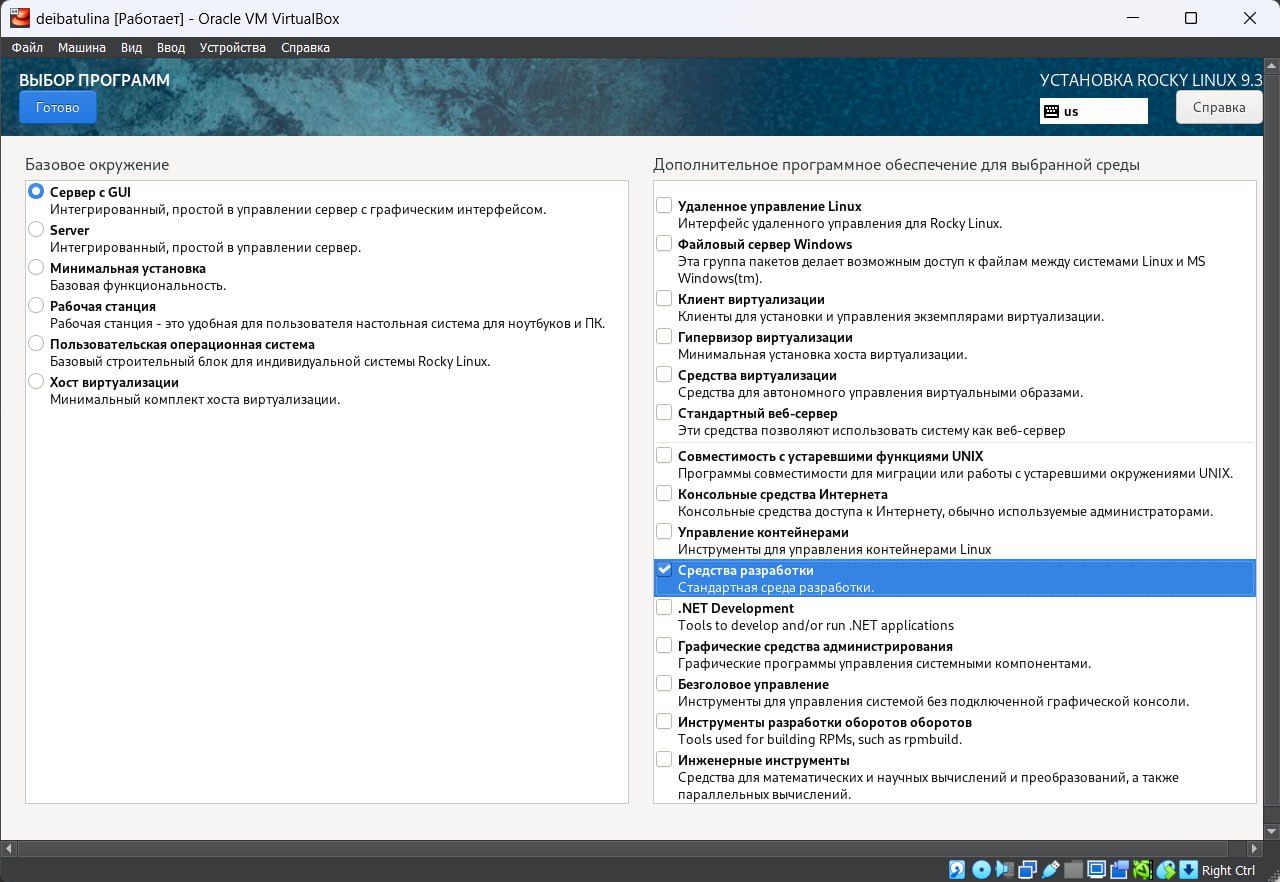 deibatulina [Работает] - Oracle VM VirtualBox
Файл Машина Вид Ввод Устройства Справка
ВЫБОР ПРОГРАММ
УСТАНОВКА ROCKY LINUX 9.3
Готово
us
Справка
Базовое окружение
Сервер с GUI
Интегрированный, простой в управлении сервер с графическим интерфейсом.
Server
Интегрированный, простой в управлении сервер.
Минимальная установка
Базовая функциональность.
Рабочая станция
Рабочая станция - это удобная для пользователя настольная система для ноутбуков и ПК.
Пользовательская операционная система
Базовый строительный блок для индивидуальной системы Rocky Linux.
Хост виртуализации
Минимальный комплект хоста виртуализации.
Дополнительное программное обеспечение для выбранной среды
Удаленное управление Linux
Интерфейс удаленного управления для Rocky Linux.
Файловый сервер Windows
Эта группа пакетов делает возможным доступ к файлам между системами Linux и MS
Windows(tm).
Клиент виртуализации
Клиенты для установки и управления экземплярами виртуализации.
Гипервизор виртуализации
Минимальная установка хоста виртуализации.
Средства виртуализации
Средства для автономного управления виртуальными образами.
Стандартный веб-сервер
Эти средства позволяют использовать систему как веб-сервер
Совместимость с устаревшими функциями UNIX
Программы совместимости для миграции или работы с устаревшими окружениями UNIX.
Консольные средства Интернета
Консольные средства доступа к Интернету, обычно используемые администраторами.
Управление контейнерами
Инструменты для управления контейнерами Linux
Средства разработки
Стандартная среда разработки.
.NET Development
Tools to develop and/or run .NET applications
Графические средства администрирования
Графические программы управления системными компонентами.
Безголовое управление
Инструменты для управления системой без подключенной графической консоли.
Инструменты разработки оборотов оборотов
Tools used for building RPMs, such as rpmbuild.
Инженерные инструменты
Средства для математических и научных вычислений и преобразований, а также
параллельных вычислений.
Right Ctrl